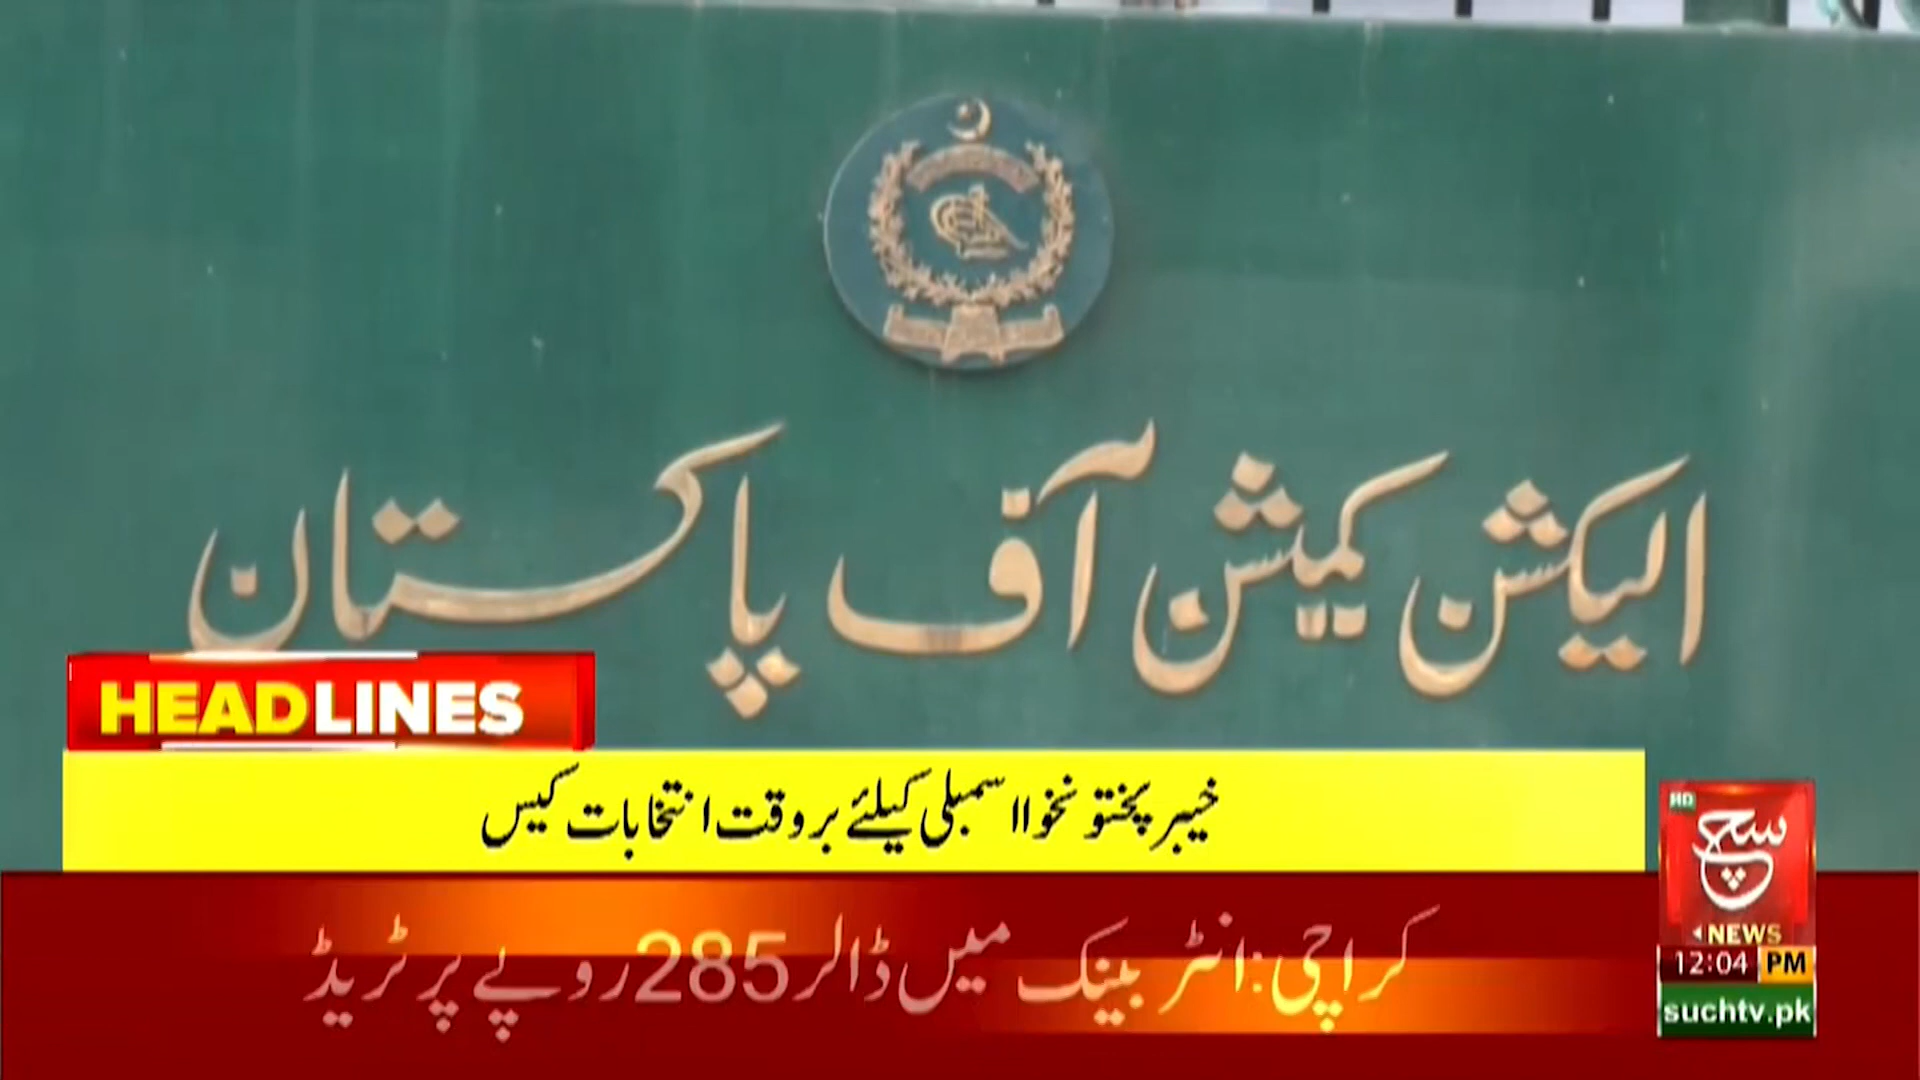 الیکشن کمیشن آف پاکستان
HEADLINES
خیبر پختونخوا اسمبلی کیلئے بروقت انتخابات کیس
کراچی:انٹر بینک میں ڈالر 285 روپے پر ٹریڈ
HD
سچ
NEWS
12:04 PM
suchtv.pk